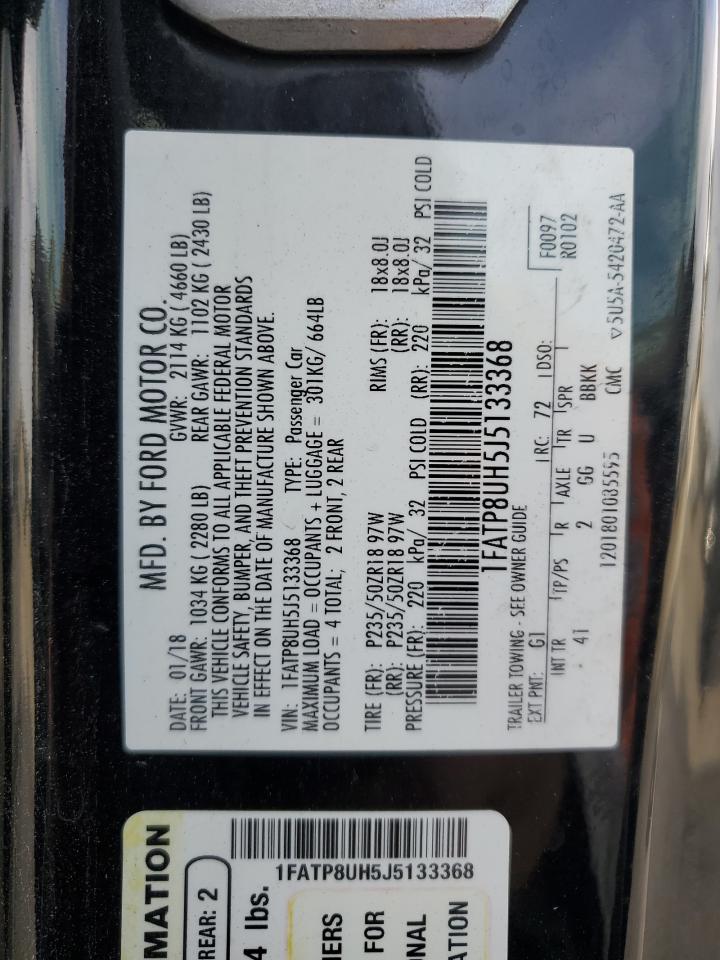 MFD. BY FORD MOTOR CO.
DATE: 01/18 GVWR: 2114 KG ( 4660 LB)
FRONT GAWR: 1034 KG ( 2280 LB) REAR GAWR: 1102 KG ( 2430 LB)
THIS VEHICLE CONFORMS TO ALL APPLICABLE FEDERAL MOTOR
VEHICLE SAFETY, BUMPER, AND THEFT PREVENTION STANDARDS
IN EFFECT ON THE DATE OF MANUFACTURE SHOWN ABOVE.
VIN: 1FATP8UH5J5133368 TYPE: Passenger Car
MAXIMUM LOAD = OCCUPANTS + LUGGAGE = 301KG/ 664LB
OCCUPANTS = 4 TOTAL; 2 FRONT, 2 REAR
TIRE (FR): P235/50ZR18 97W RIMS (FR): 18x8.0J
(RR): P235/50ZR18 97W (RR): 18x8.0J
PRESSURE (FR): 220 kPa/ 32 PSI COLD (RR): 220 kPa/ 32 PSI COLD
1FATP8UH5J5133368
TRAILER TOWING - SEE OWNER GUIDE F0097
EXT PNT: G1 RC: 72 DSO: R0102
INT TR TP/PS R AXLE TR SPR
41 2 GG U BBKK
1201801035595 CMC ▽5U5A-5420472-AA
MATION
REAR: 2
4 lbs.
1FATP8UH5J5133368
ERS
FOR
NAL
ATION